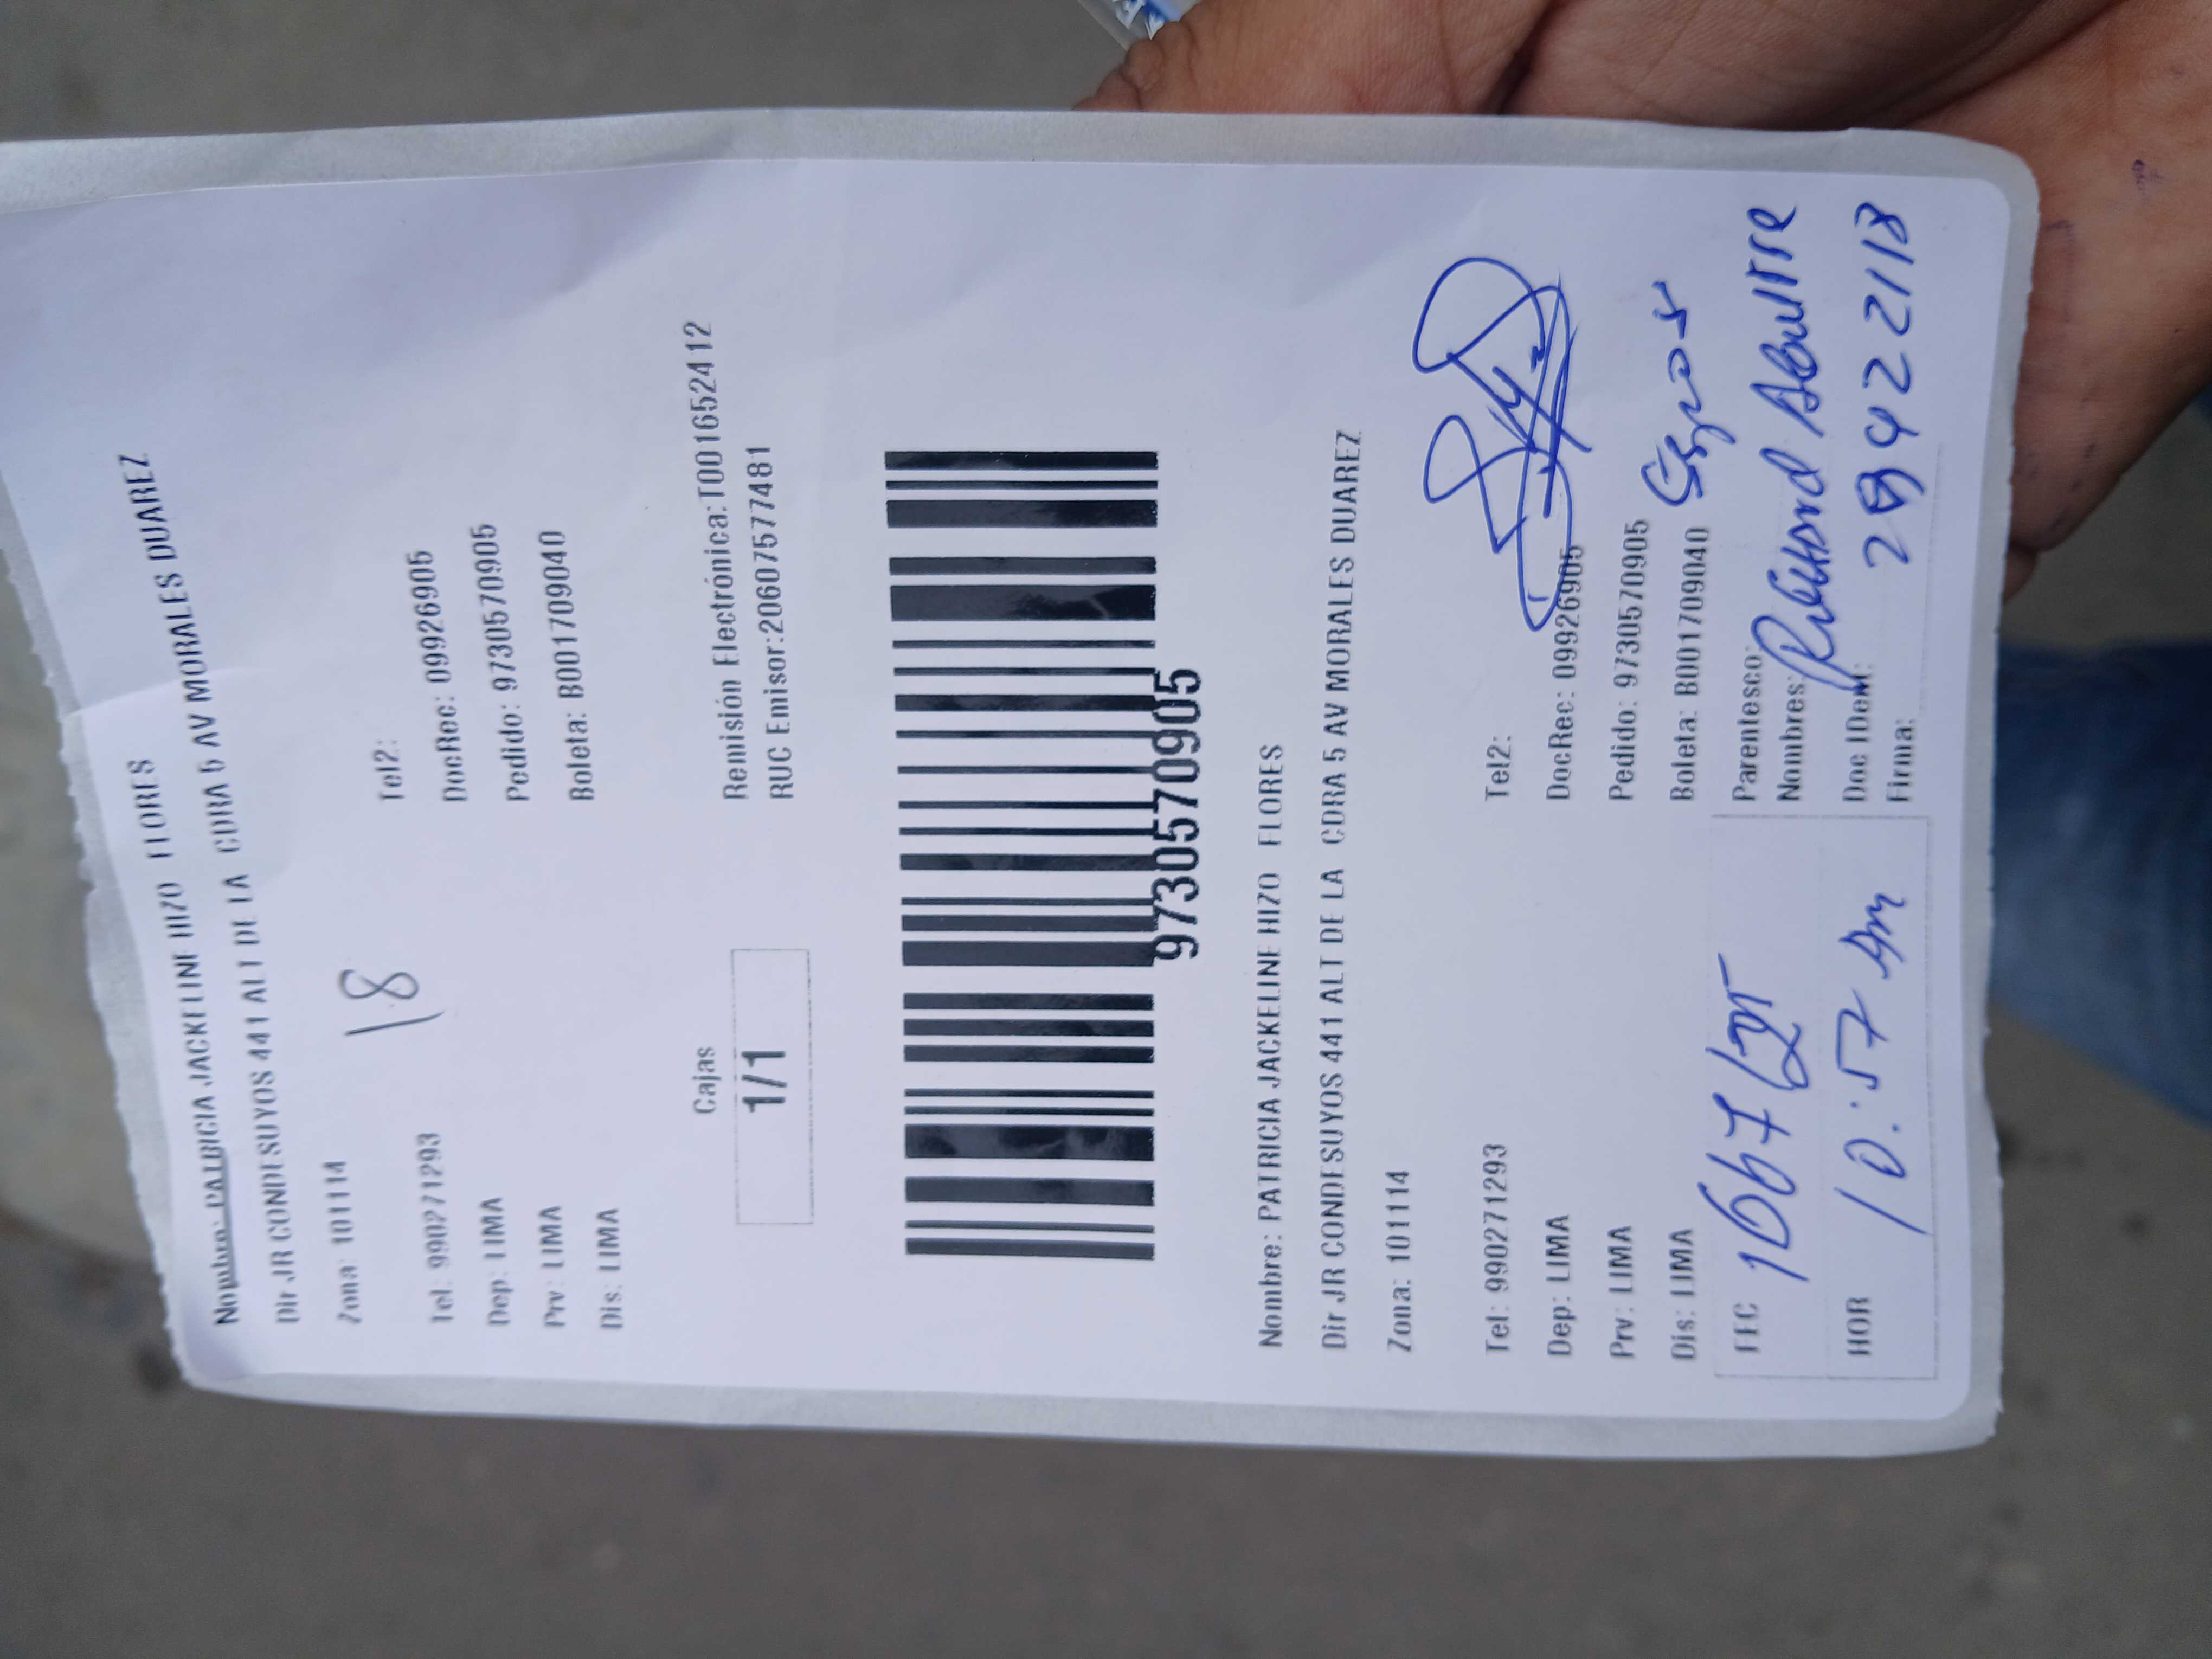 Nombre: PATRICIA JACKELINE HIZO FLORES
Dir JR CONDESUYOS 441 ALT DE LA CDRA 5 AV MORALES DUAREZ
Zona: 101114
18
Tel: 990271293 Tel2:
Dep: LIMA DocRec: 09926905
Prv: LIMA Pedido: 9730570905
Dis: LIMA Boleta: B001709040
Cajas
1/1
Remisión Electrónica:T001652412
RUC Emisor:20607577481
97305570905
Nombre: PATRICIA JACKELINE HIZO FLORES
Dir JR CONDESUYOS 441 ALT DE LA CDRA 5 AV MORALES DUAREZ
Zona: 101114
Tel: 990271293 Tel2:
Dep: LIMA DocRec: 09926905
Prv: LIMA Pedido: 97305570905
Dis: LIMA Boleta: B001709040
FEC Parentesco:
Nombres:
HOR 10:57 Am Doc IDem:
Firma: